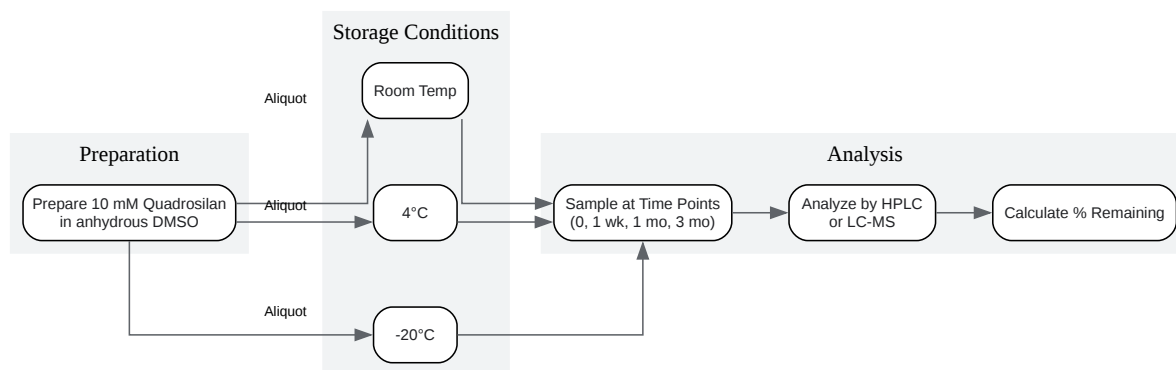 Storage Conditions
Room Temp
Aliquot
Preparation
Prepare 10 mM Quadrosilan
in anhydrous DMSO
Aliquot
4°C
Analysis
Sample at Time Points
(0, 1 wk, 1 mo, 3 mo)
Analyze by HPLC
or LC-MS
Calculate % Remaining
Aliquot
-20°C